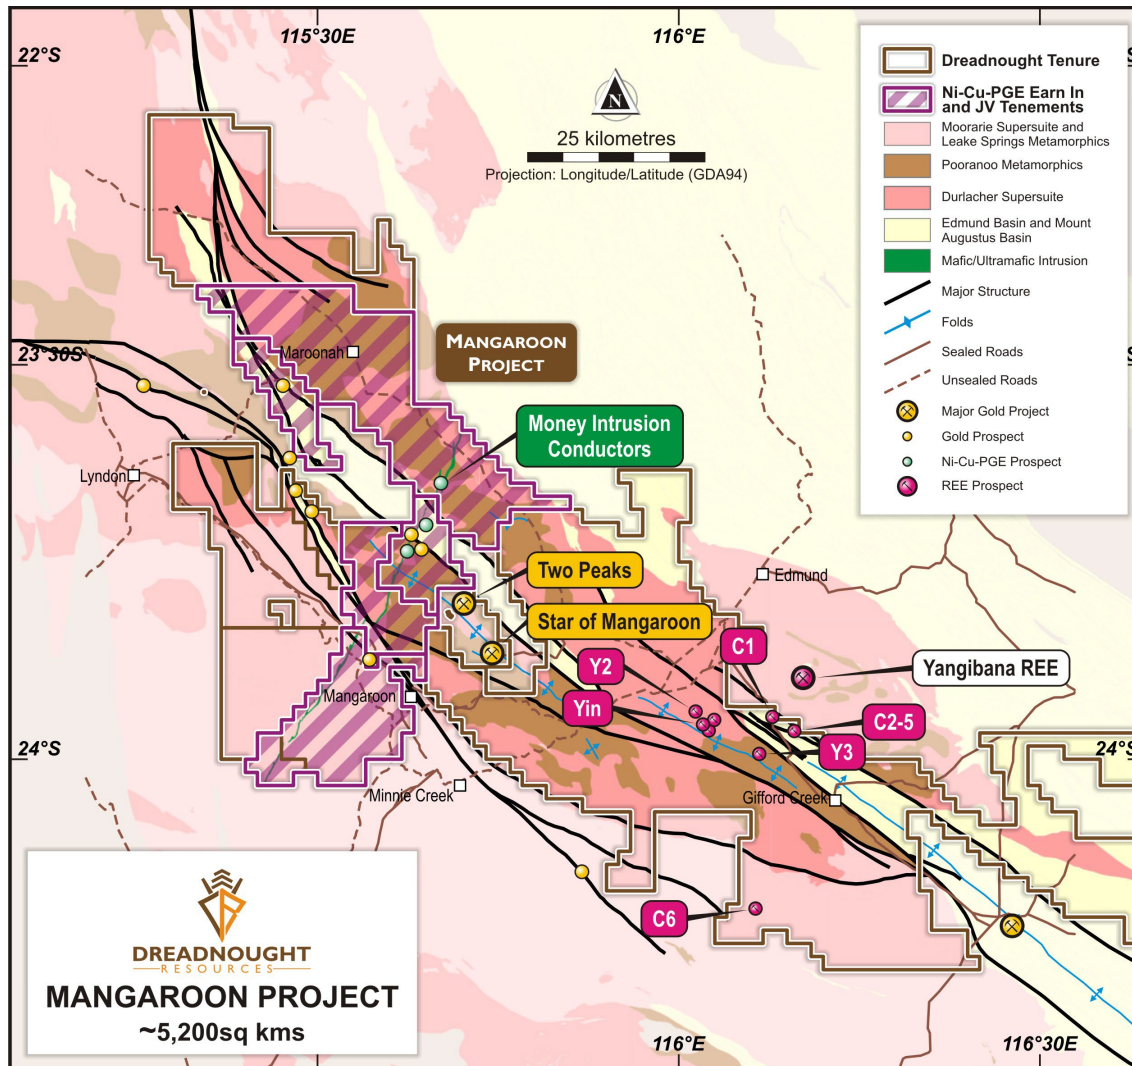 115°30E
116°E
22°S
S
N
25 kilometres
Projection: Longitude/Latitude (GDA94)
Dreadnought Tenure
Ni-Cu-PGE Earn In
and JV Tenements
Moorarie Supersuite and
Leake Springs Metamorphics
Pooranoo Metamorphics
Durlacher Supersuite
Edmund Basin and Mount
Augustus Basin
Mafic/Ultramafic Intrusion
Major Structure
Folds
Sealed Roads
Unsealed Roads
Major Gold Project
Gold Prospect
Ni-Cu-PGE Prospect
REE Prospect
23°30S
S
Maroonah
MANGAROON
PROJECT
Money Intrusion
Conductors
Lyndon
Two Peaks
Edmund
Star of Mangaroon
C1
Y2
Yangibana REE
Mangaroon
Yin
C2-5
Y3
24°S
24°S
Minnie Creek
Gifford Creek
C6
DREADNOUGHT
RESOURCES
MANGAROON PROJECT
~5,200sq kms
116°E
116°30E